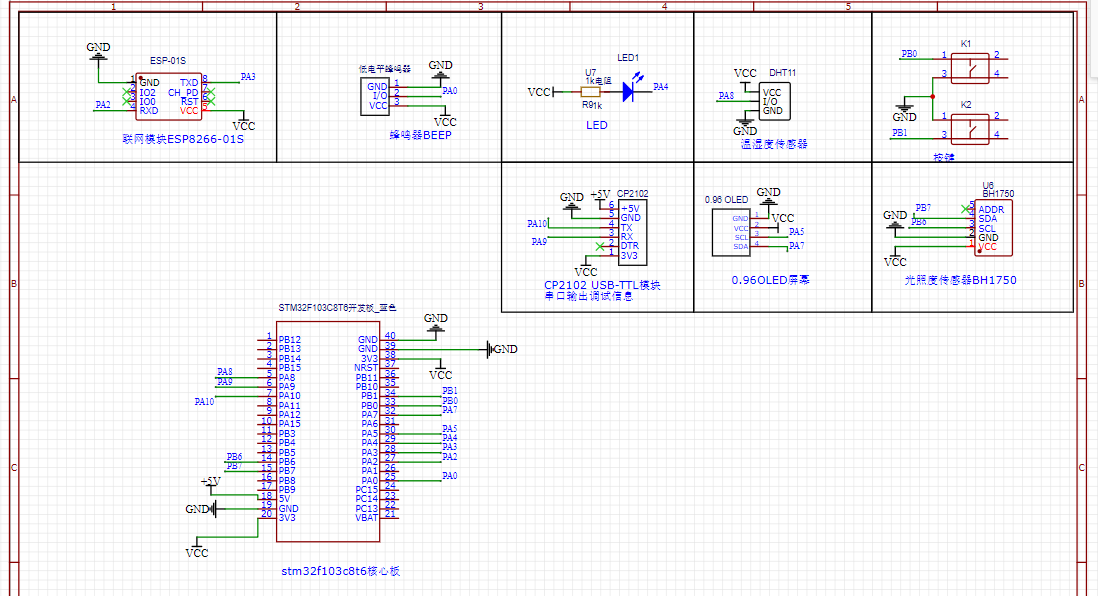 1
2
3
4
5
A
A
B
B
C
C
GND
ESP-01S
1 GND
TXD 8
PA3
IO2
CH_PD
IO0
RST
PA2
RXD
VCC
VCC
联网模块ESP8266-01S
低电平蜂鸣器
GND
GND 1
I/O 2
PA0
VCC 3
VCC
蜂鸣器BEEP
LED1
U7
1k电阻
VCC
PA4
R91k
LED
VCC
DHT11
VCC
PA8
I/O
GND
GND
温湿度传感器
K1
PB0
1
2
3
4
K2
GND
1
2
PB1
3
4
按键
+5V
CP2102
GND
6 +5V
5 GND
PA10
4 TX
PA9
3 RX
2 DTR
1 3V3
VCC
CP2102 USB-TTL模块
串口输出调试信息
0.96 OLED
GND
GND 1
VCC
VCC 2
SCL 3
PA5
SDA 4
PA7
0.96OLED屏幕
U6
BH1750
PB7
5 ADDR
GND
4 SDA
PB6
3 SCL
2 GND
1 VCC
VCC
光照度传感器BH1750
STM32F103C8T6开发板_蓝色
GND
1 PB12
GND 40
2 PB13
GND 39
GND
3 PB14
3V3 38
4 PB15
NRST 37
VCC
PA8
5 PA8
PB11 36
PA9
6 PA9
PB10 35
7 PA10
PB1 34
PB1
PA10
8 PA11
PB0 33
PB0
9 PA12
PA7 32
PA7
10 PA15
PA6 31
11 PB3
PA5 30
PA5
12 PB4
PA4 29
PA4
13 PB5
PA3 28
PA3
PB6
14 PB6
PA2 27
PA2
PB7
15 PB7
PA1 26
16 PB8
PA0 25
PA0
+5V
17 PB9
PC15 24
18 5V
PC14 23
GND
19 GND
PC13 22
20 3V3
VBAT 21
VCC
stm32f103c8t6核心板